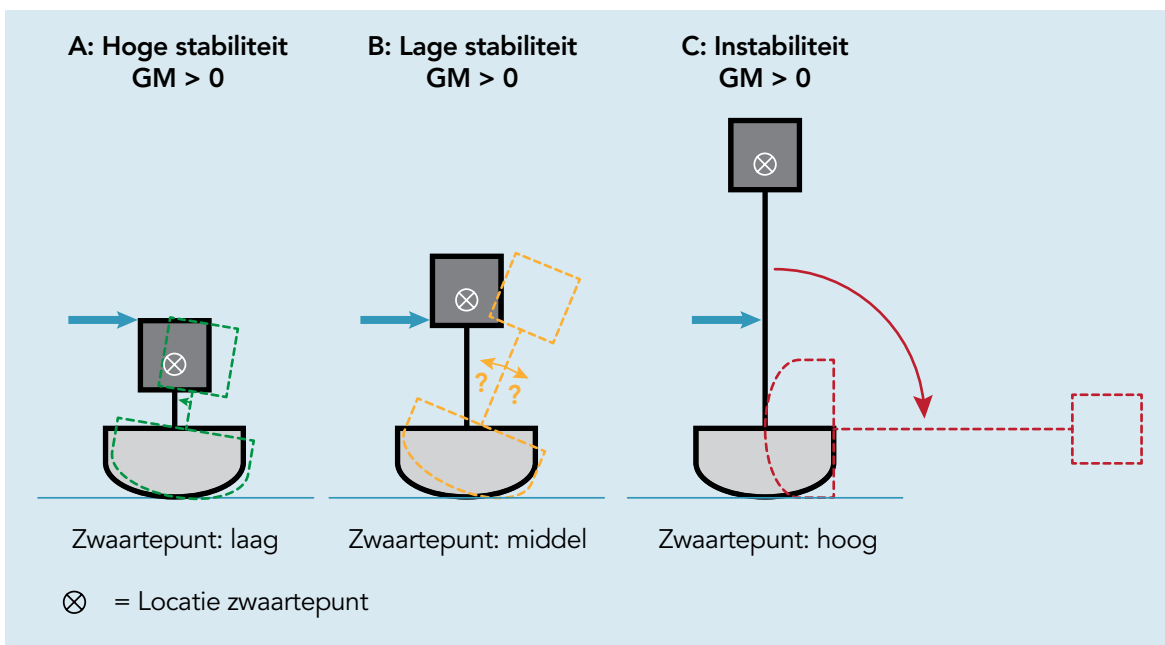 A: Hoge stabiliteit
GM > 0
B: Lage stabiliteit
GM > 0
C: Instabiliteit
GM > 0
?
?
Zwaartepunt: laag
Zwaartepunt: middel
Zwaartepunt: hoog
= Locatie zwaartepunt